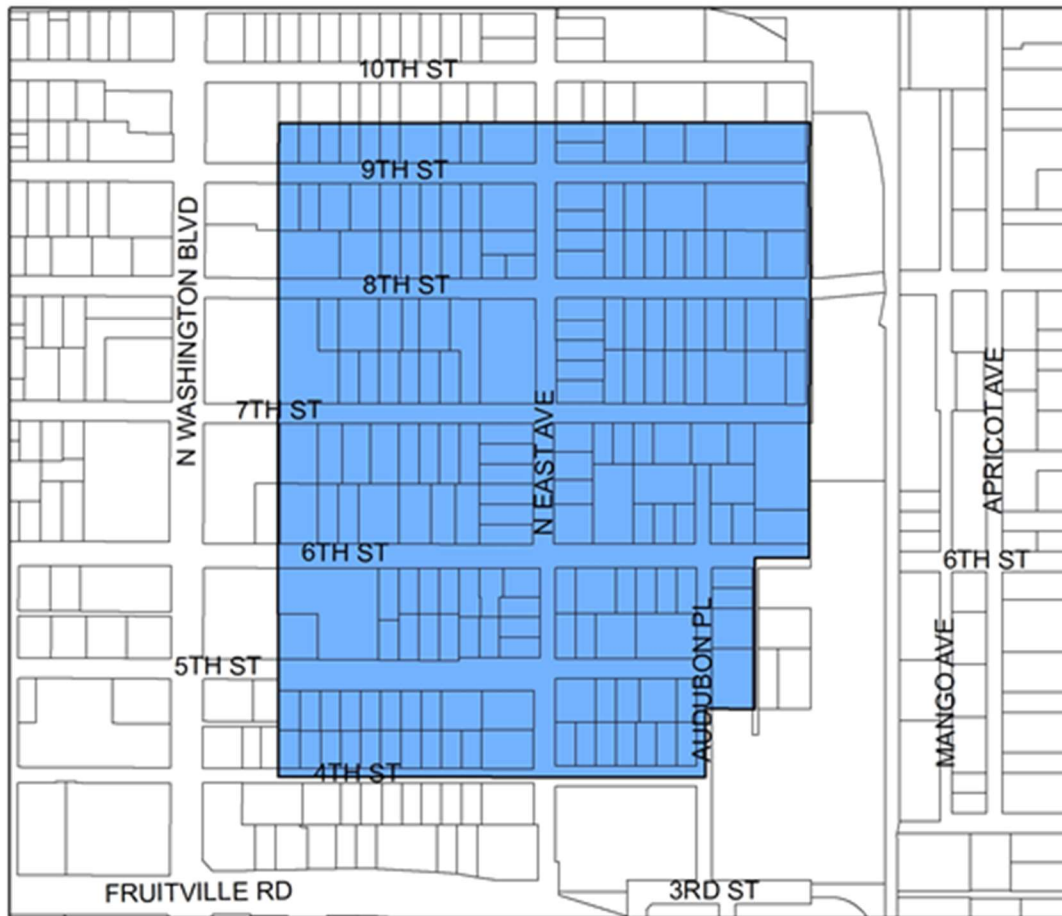 10TH ST
9TH ST
N WASHINGTON BLVD
8TH ST
7TH ST
N EAST AVE
APRICOT AVE
6TH ST
6TH ST
5TH ST
AUDUBON PL
MANGO AVE
4TH ST
FRUITVILLE RD
3RD ST